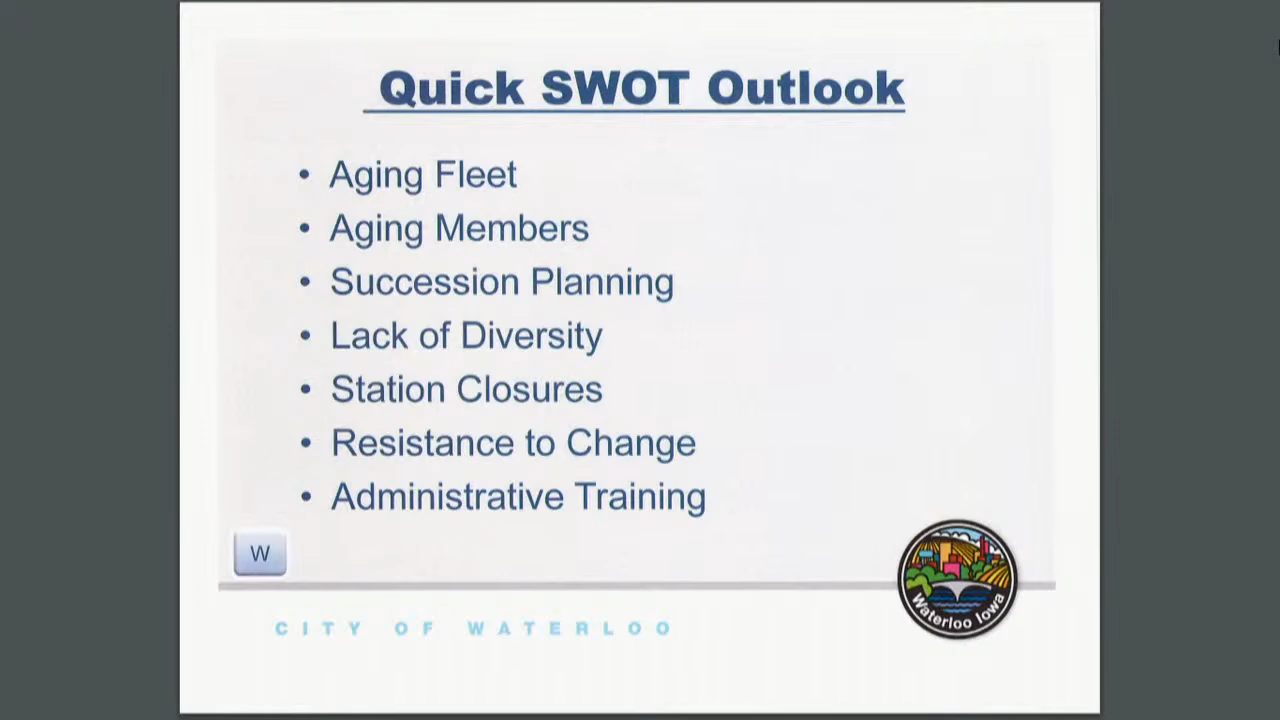 Quick SWOT Outlook
• Aging Fleet
• Aging Members
• Succession Planning
• Lack of Diversity
• Station Closures
• Resistance to Change
• Administrative Training
W
CITY OF WATERLOO
Waterloo Iowa